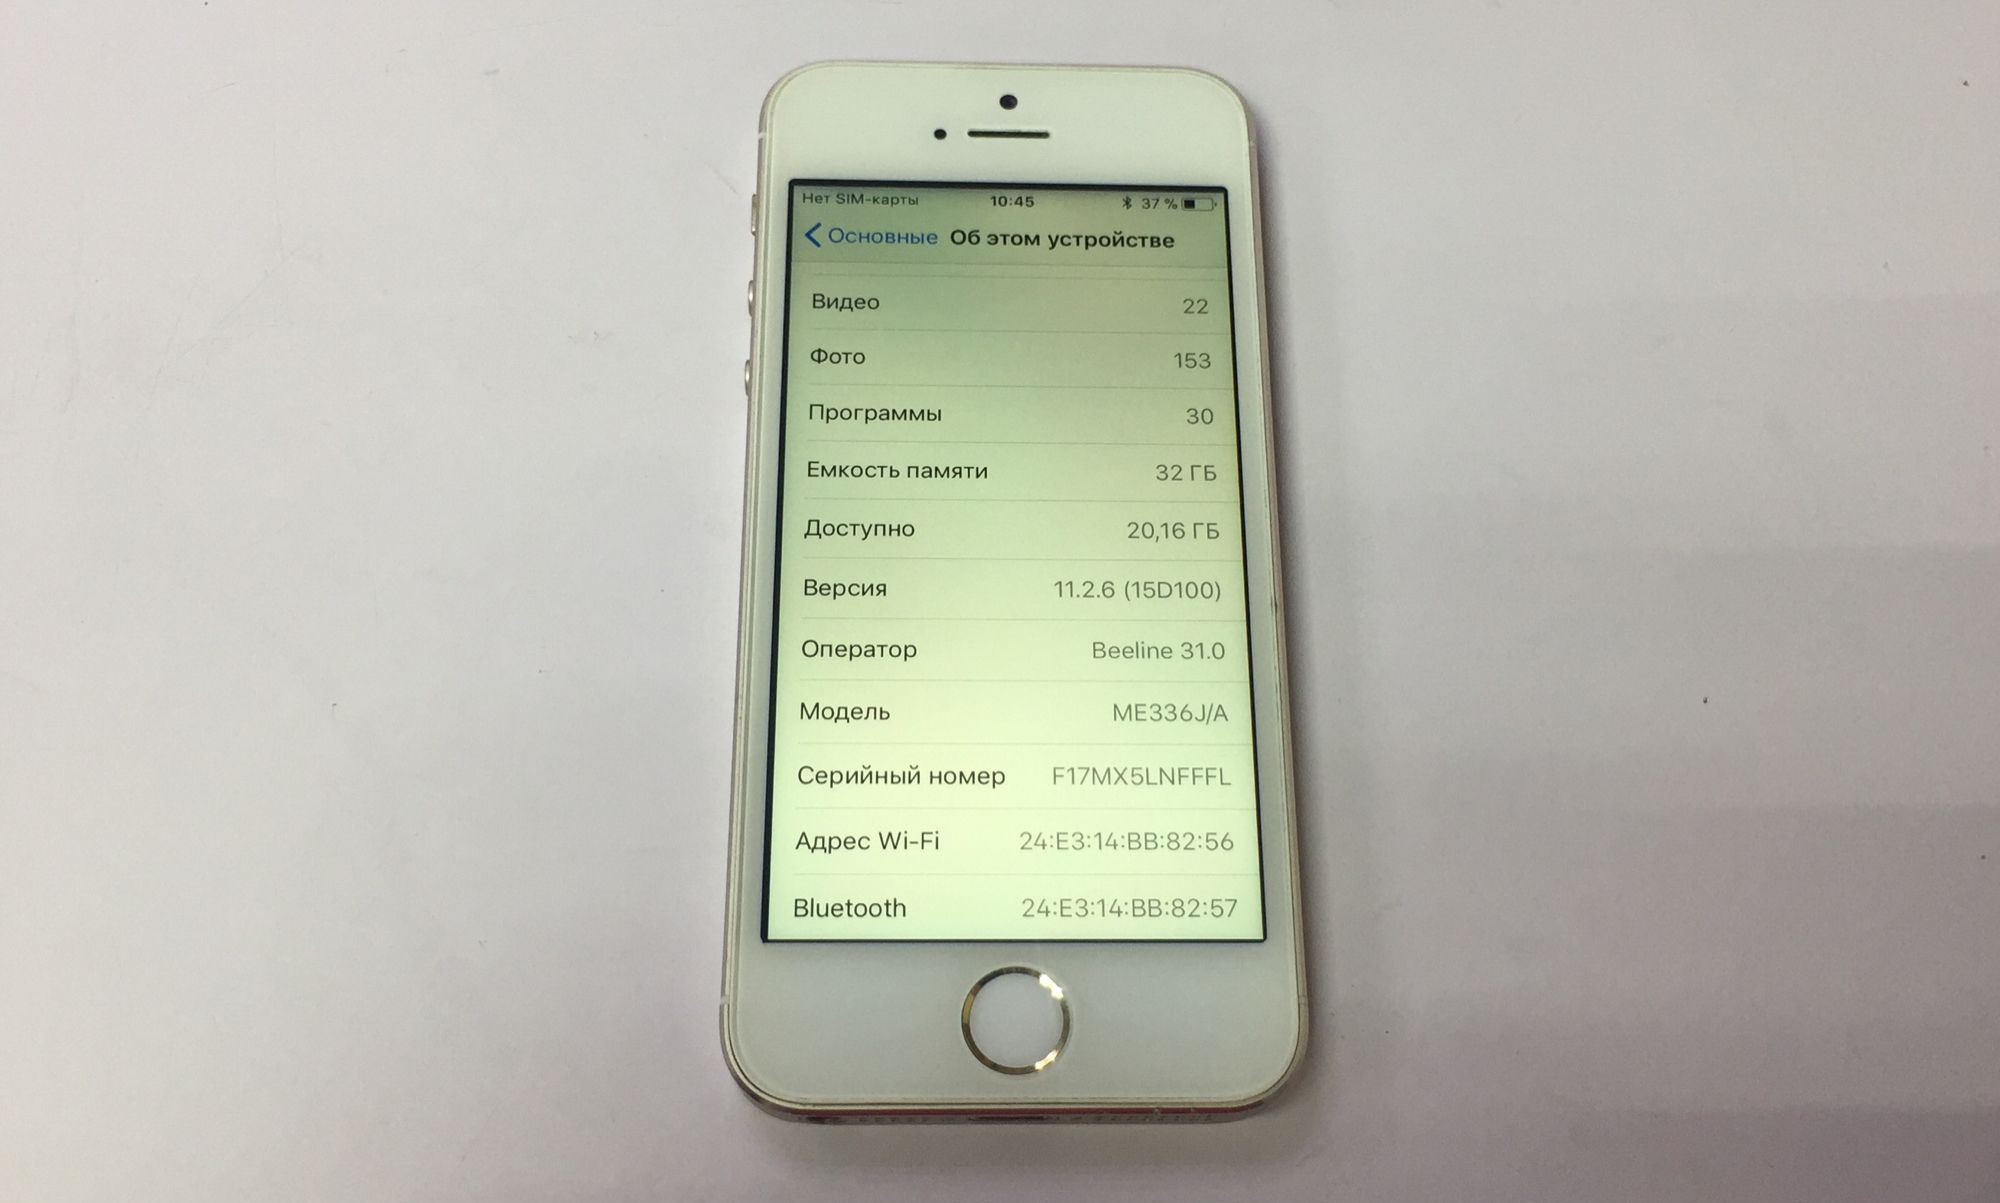 Нет SIM-карты 10:45 37 %
Основные Об этом устройстве
Видео 22
Фото 153
Программы 30
Емкость памяти 32 ГБ
Доступно 20,16 ГБ
Версия 11.2.6 (15D100)
Оператор Beeline 31.0
Модель ME336J/A
Серийный номер F17MX5LNFFFL
Адрес Wi-Fi 24:E3:14:BB:82:56
Bluetooth 24:E3:14:BB:82:57